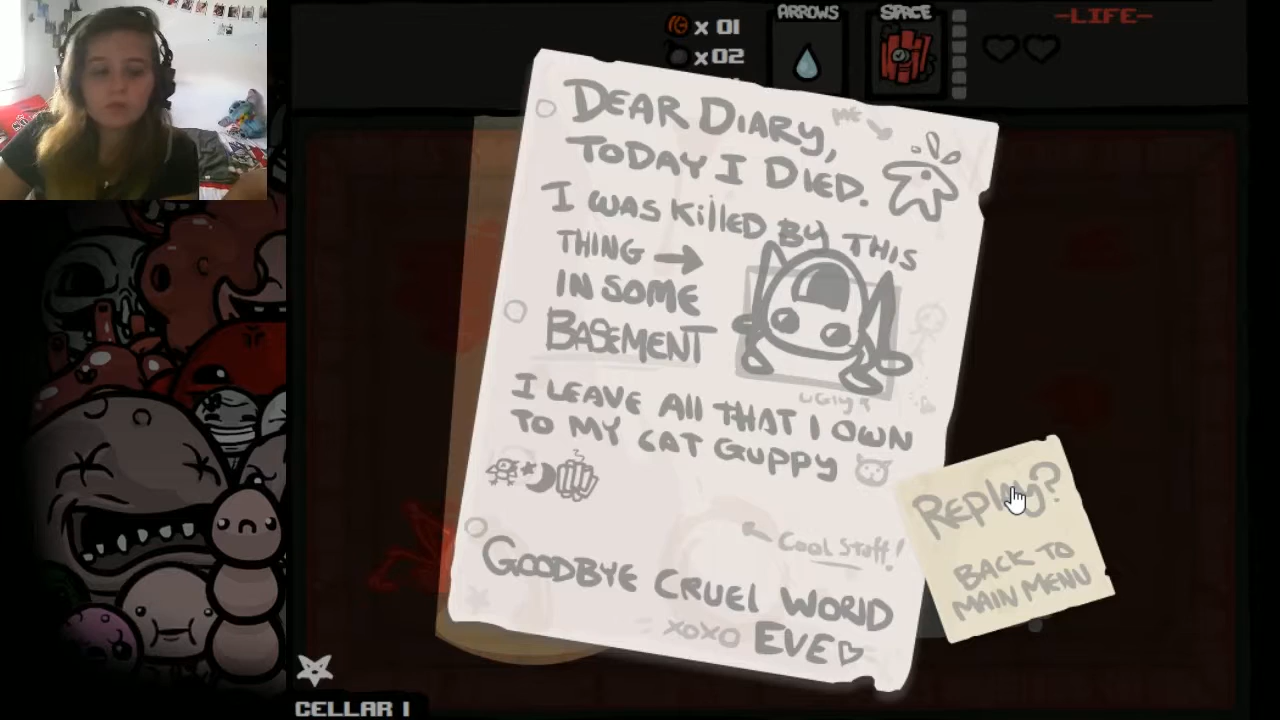 x 01
x02
ARROWS
SPACE
-LIFE-
DEAR DIARY,
TODAY I DIED.
I WAS KILLED BY THIS
THING →
IN SOME
BASEMENT
UGLY
I LEAVE ALL THAT I OWN
TO MY CAT GUPPY
COOL STUFF!
GOODBYE CRUEL WORLD
XOXO EVE
REPLAY?
BACK TO
MAIN MENU
CELLAR I